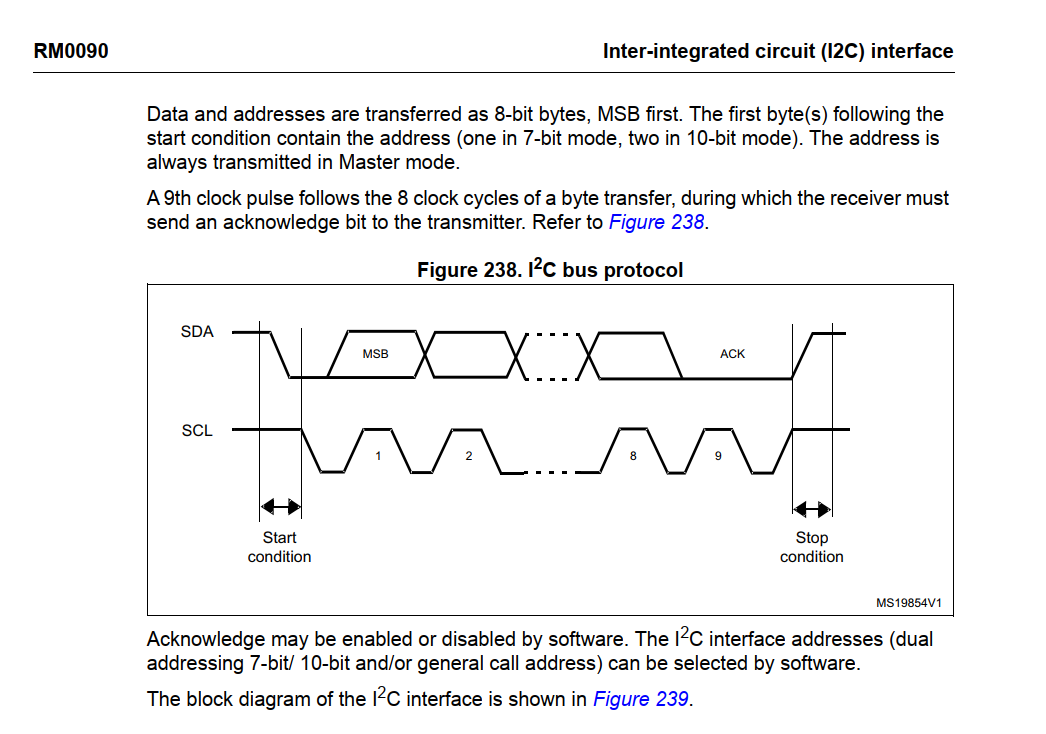 RM0090 Inter-integrated circuit (I2C) interface
Data and addresses are transferred as 8-bit bytes, MSB first. The first byte(s) following the
start condition contain the address (one in 7-bit mode, two in 10-bit mode). The address is
always transmitted in Master mode.
A 9th clock pulse follows the 8 clock cycles of a byte transfer, during which the receiver must
send an acknowledge bit to the transmitter. Refer to Figure 238.
Figure 238. I2C bus protocol
SDA
MSB
ACK
SCL
1
2
8
9
Start
condition
Stop
condition
MS19854V1
Acknowledge may be enabled or disabled by software. The I2C interface addresses (dual
addressing 7-bit/ 10-bit and/or general call address) can be selected by software.
The block diagram of the I2C interface is shown in Figure 239.